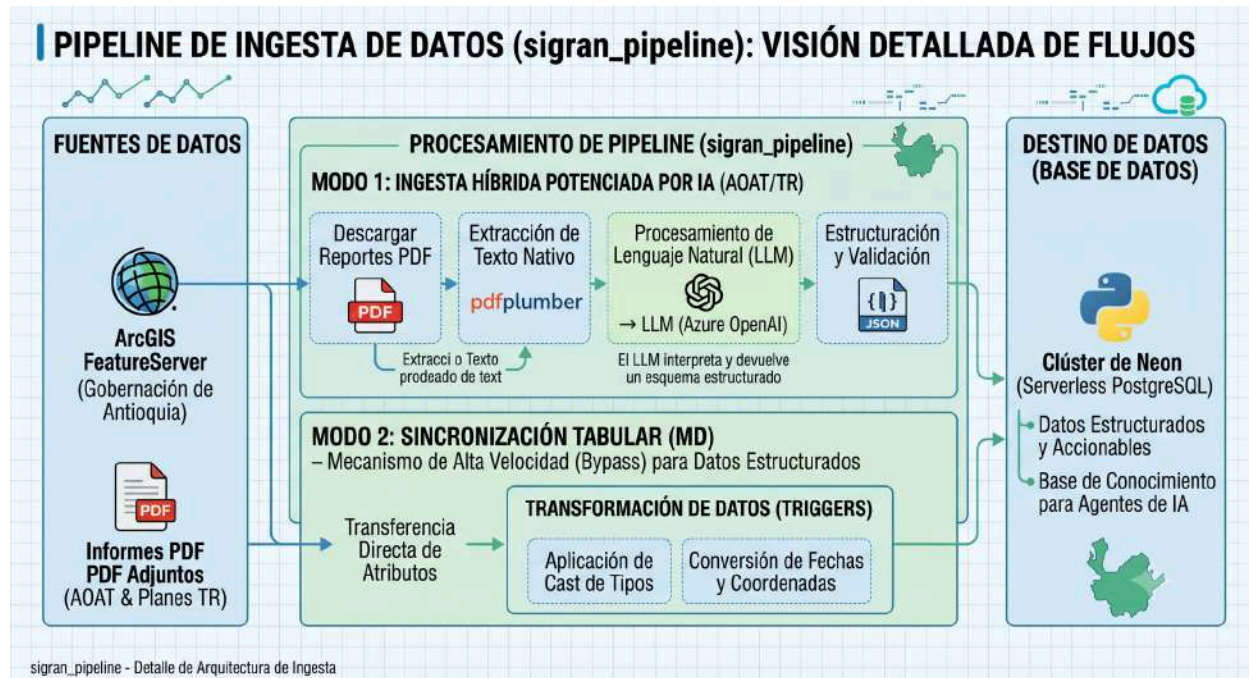 PIPELINE DE INGESTA DE DATOS (sigran_pipeline): VISIÓN DETALLADA DE FLUJOS
FUENTES DE DATOS
ArcGIS
FeatureServer
(Gobernación de
Antioquia)
PDF
Informes PDF
PDF Adjuntos
(AOAT & Planes TR)
PROCESAMIENTO DE PIPELINE (sigran_pipeline)
MODO 1: INGESTA HÍBRIDA POTENCIADA POR IA (AOAT/TR)
Descargar
Reportes PDF
PDF
Extracción de
Texto Nativo
pdfplumber
Extracci o Texto
prodeado de text
Procesamiento de
Lenguaje Natural (LLM)
→ LLM (Azure OpenAI)
El LLM interpreta y devuelve
un esquema estructurado
Estructuración
y Validación
{ } JSON
MODO 2: SINCRONIZACIÓN TABULAR (MD)
– Mecanismo de Alta Velocidad (Bypass) para Datos Estructurados
Transferencia
Directa de
Atributos
TRANSFORMACIÓN DE DATOS (TRIGGERS)
Aplicación de
Cast de Tipos
Conversión de Fechas
y Coordenadas
DESTINO DE DATOS
(BASE DE DATOS)
Clúster de Neon
(Serverless PostgreSQL)
Datos Estructurados
y Accionables
Base de Conocimiento
para Agentes de IA
sigran_pipeline - Detalle de Arquitectura de Ingesta